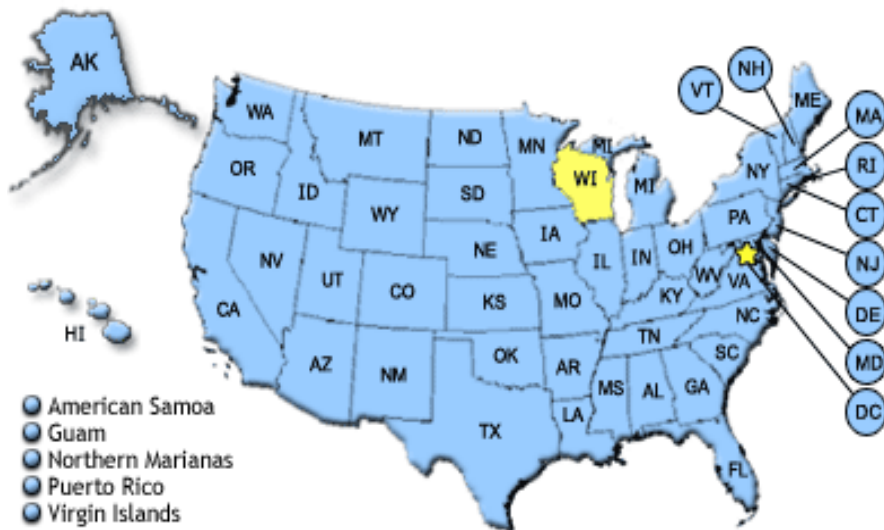 AK
WA
MT
ND
MN
MI
WI
MI
VT
NH
ME
MA
RI
CT
NJ
DE
MD
DC
OR
ID
WY
SD
IA
NE
NY
PA
NV
UT
CO
KS
MO
IL
IN
OH
WV
VA
KY
CA
AZ
NM
OK
AR
TN
NC
SC
MS
AL
GA
LA
TX
FL
HI
American Samoa
Guam
Northern Marianas
Puerto Rico
Virgin Islands